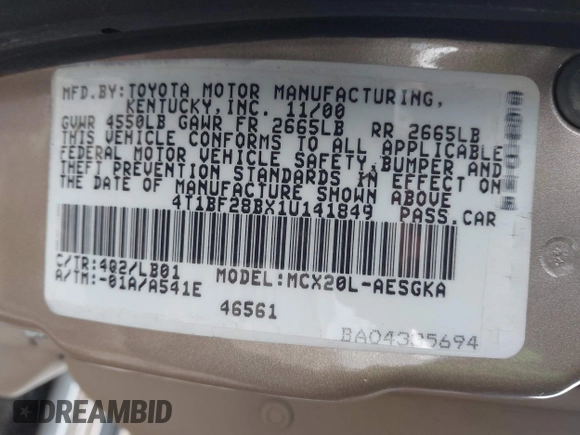 MFD.BY:TOYOTA MOTOR MANUFACTURING,
KENTUCKY,INC. 11/00
GVWR 4550LB GAWR FR 2665LB RR 2665LB
THIS VEHICLE CONFORMS TO ALL APPLICABLE
FEDERAL MOTOR VEHICLE SAFETY,BUMPER AND
THEFT PREVENTION STANDARDS IN EFFECT ON
THE DATE OF MANUFACTURE SHOWN ABOVE
4T1BF28BX1U141849 PASS.CAR
C/TR:402/LB01 MODEL:MCX20L-AESGKA
A/TM:-01A/A541E
46561
DREAMBID